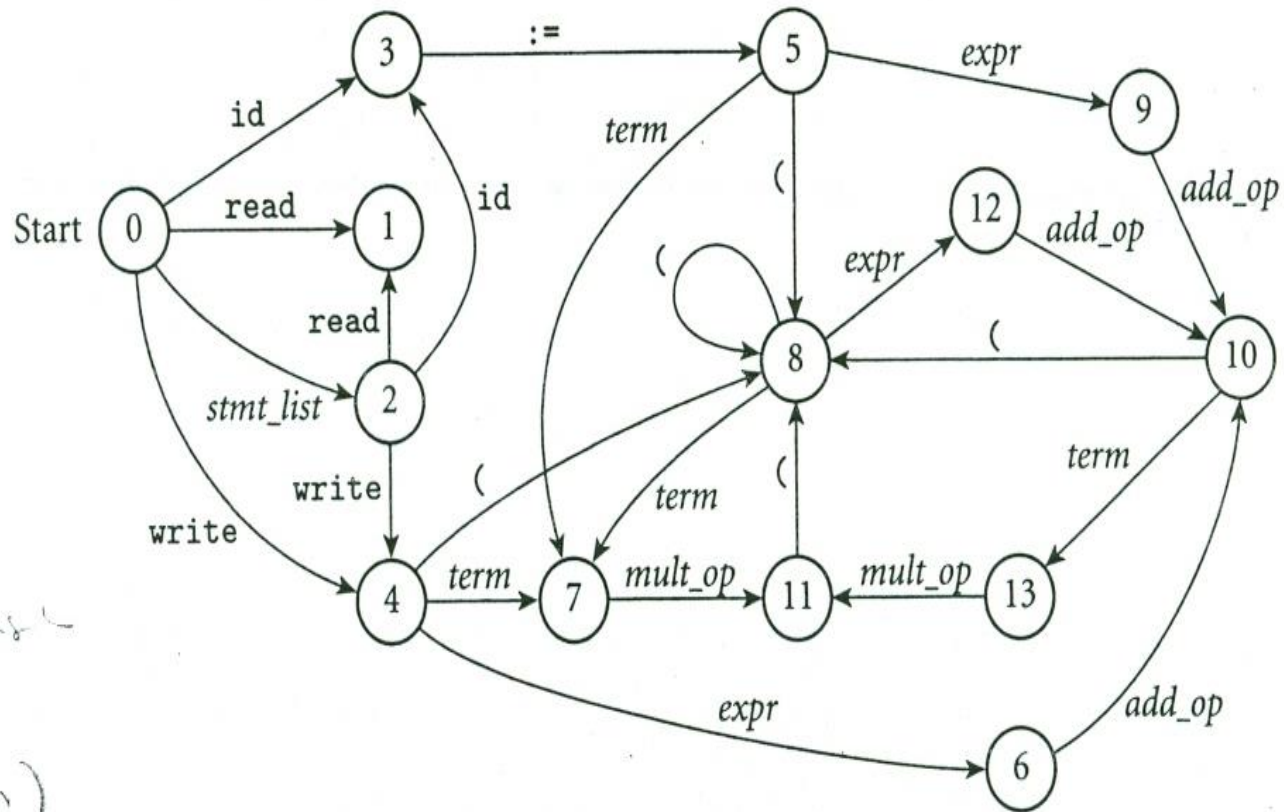 :=
3
5
expr
id
term
9
(
add_op
id
12
Start
0
read
1
add_op
(
expr
read
(
10
8
2
stmt_list
term
write
(
(
term
write
term
mult_op
mult_op
4
7
11
13
expr
add_op
6